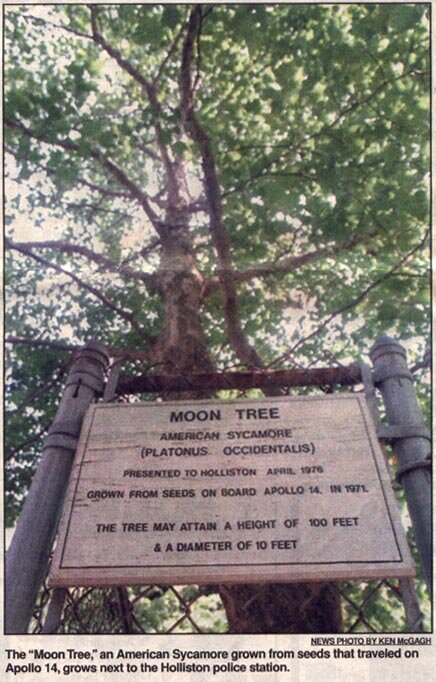 MOON TREE
AMERICAN SYCAMORE
(PLATONUS OCCIDENTALIS)
PRESENTED TO HOLLISTON APRIL 1976
GROWN FROM SEEDS ON BOARD APOLLO 14, IN 1971.
THE TREE MAY ATTAIN A HEIGHT OF 100 FEET
& A DIAMETER OF 10 FEET
NEWS PHOTO BY KEN McGAGH
The "Moon Tree," an American Sycamore grown from seeds that traveled on
Apollo 14, grows next to the Holliston police station.